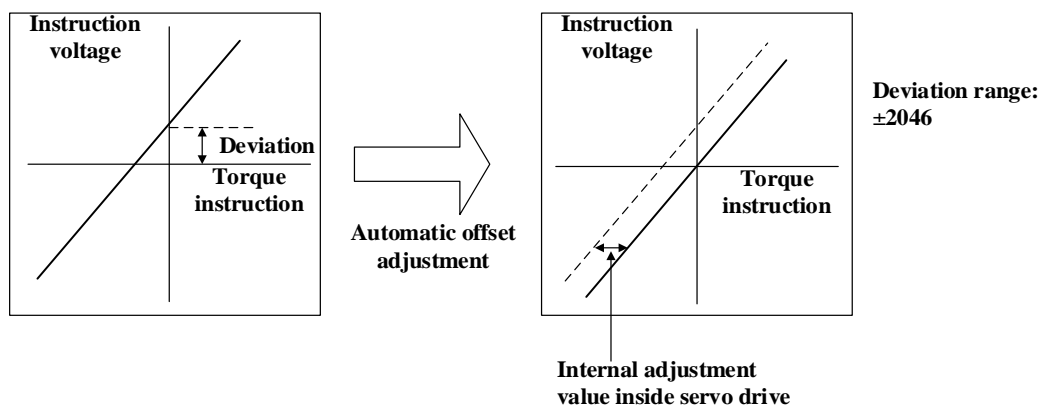 Instruction
voltage
Deviation
Torque
instruction
Automatic offset
adjustment
Instruction
voltage
Torque
instruction
Internal adjustment
value inside servo drive
Deviation range:
±2046